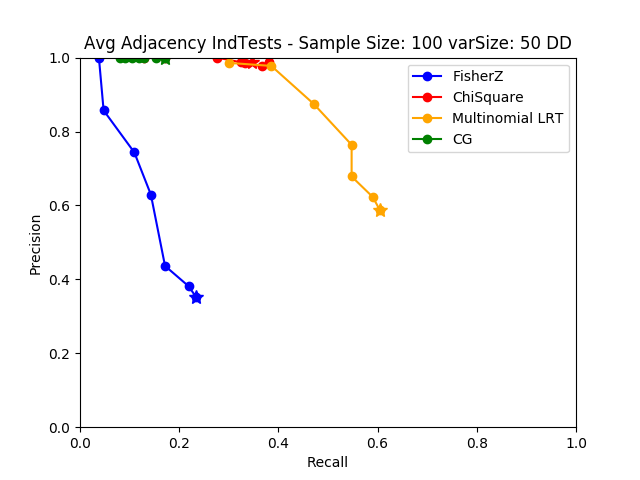 Avg Adjacency IndTests - Sample Size: 100 varSize: 50 DD
1.0
0.8
0.6
0.4
0.2
0.0
Precision
0.0 0.2 0.4 0.6 0.8 1.0
Recall
FisherZ
ChiSquare
Multinomial LRT
CG